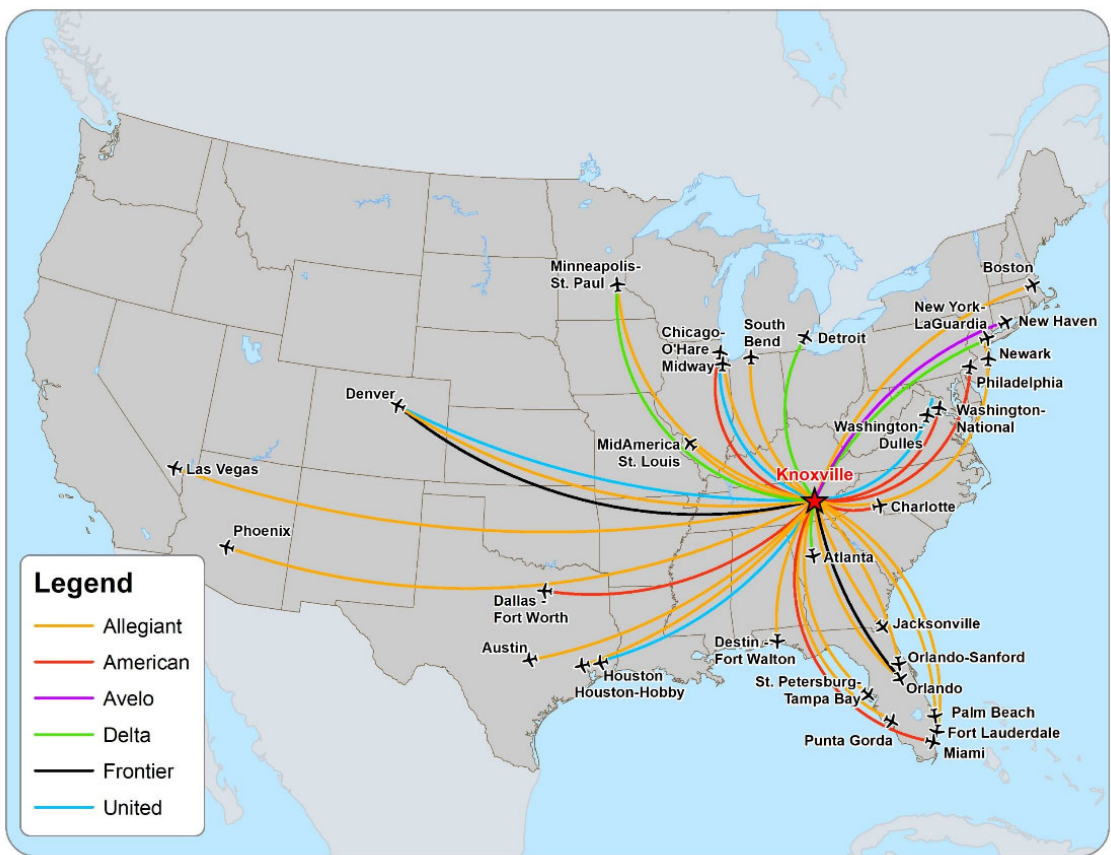 Minneapolis-
St. Paul
Boston
New York-
LaGuardia
New Haven
Chicago-
O'Hare
Midway
South
Bend
Detroit
Newark
Philadelphia
Denver
Washington-
National
Washington-
Dulles
MidAmerica
St. Louis
Las Vegas
Knoxville
Charlotte
Phoenix
Atlanta
Dallas -
Fort Worth
Jacksonville
Austin
Destin -
Fort Walton
Houston
Houston-Hobby
Orlando-Sanford
St. Petersburg-
Tampa Bay
Orlando
Palm Beach
Fort Lauderdale
Punta Gorda
Miami
Legend
Allegiant
American
Avelo
Delta
Frontier
United